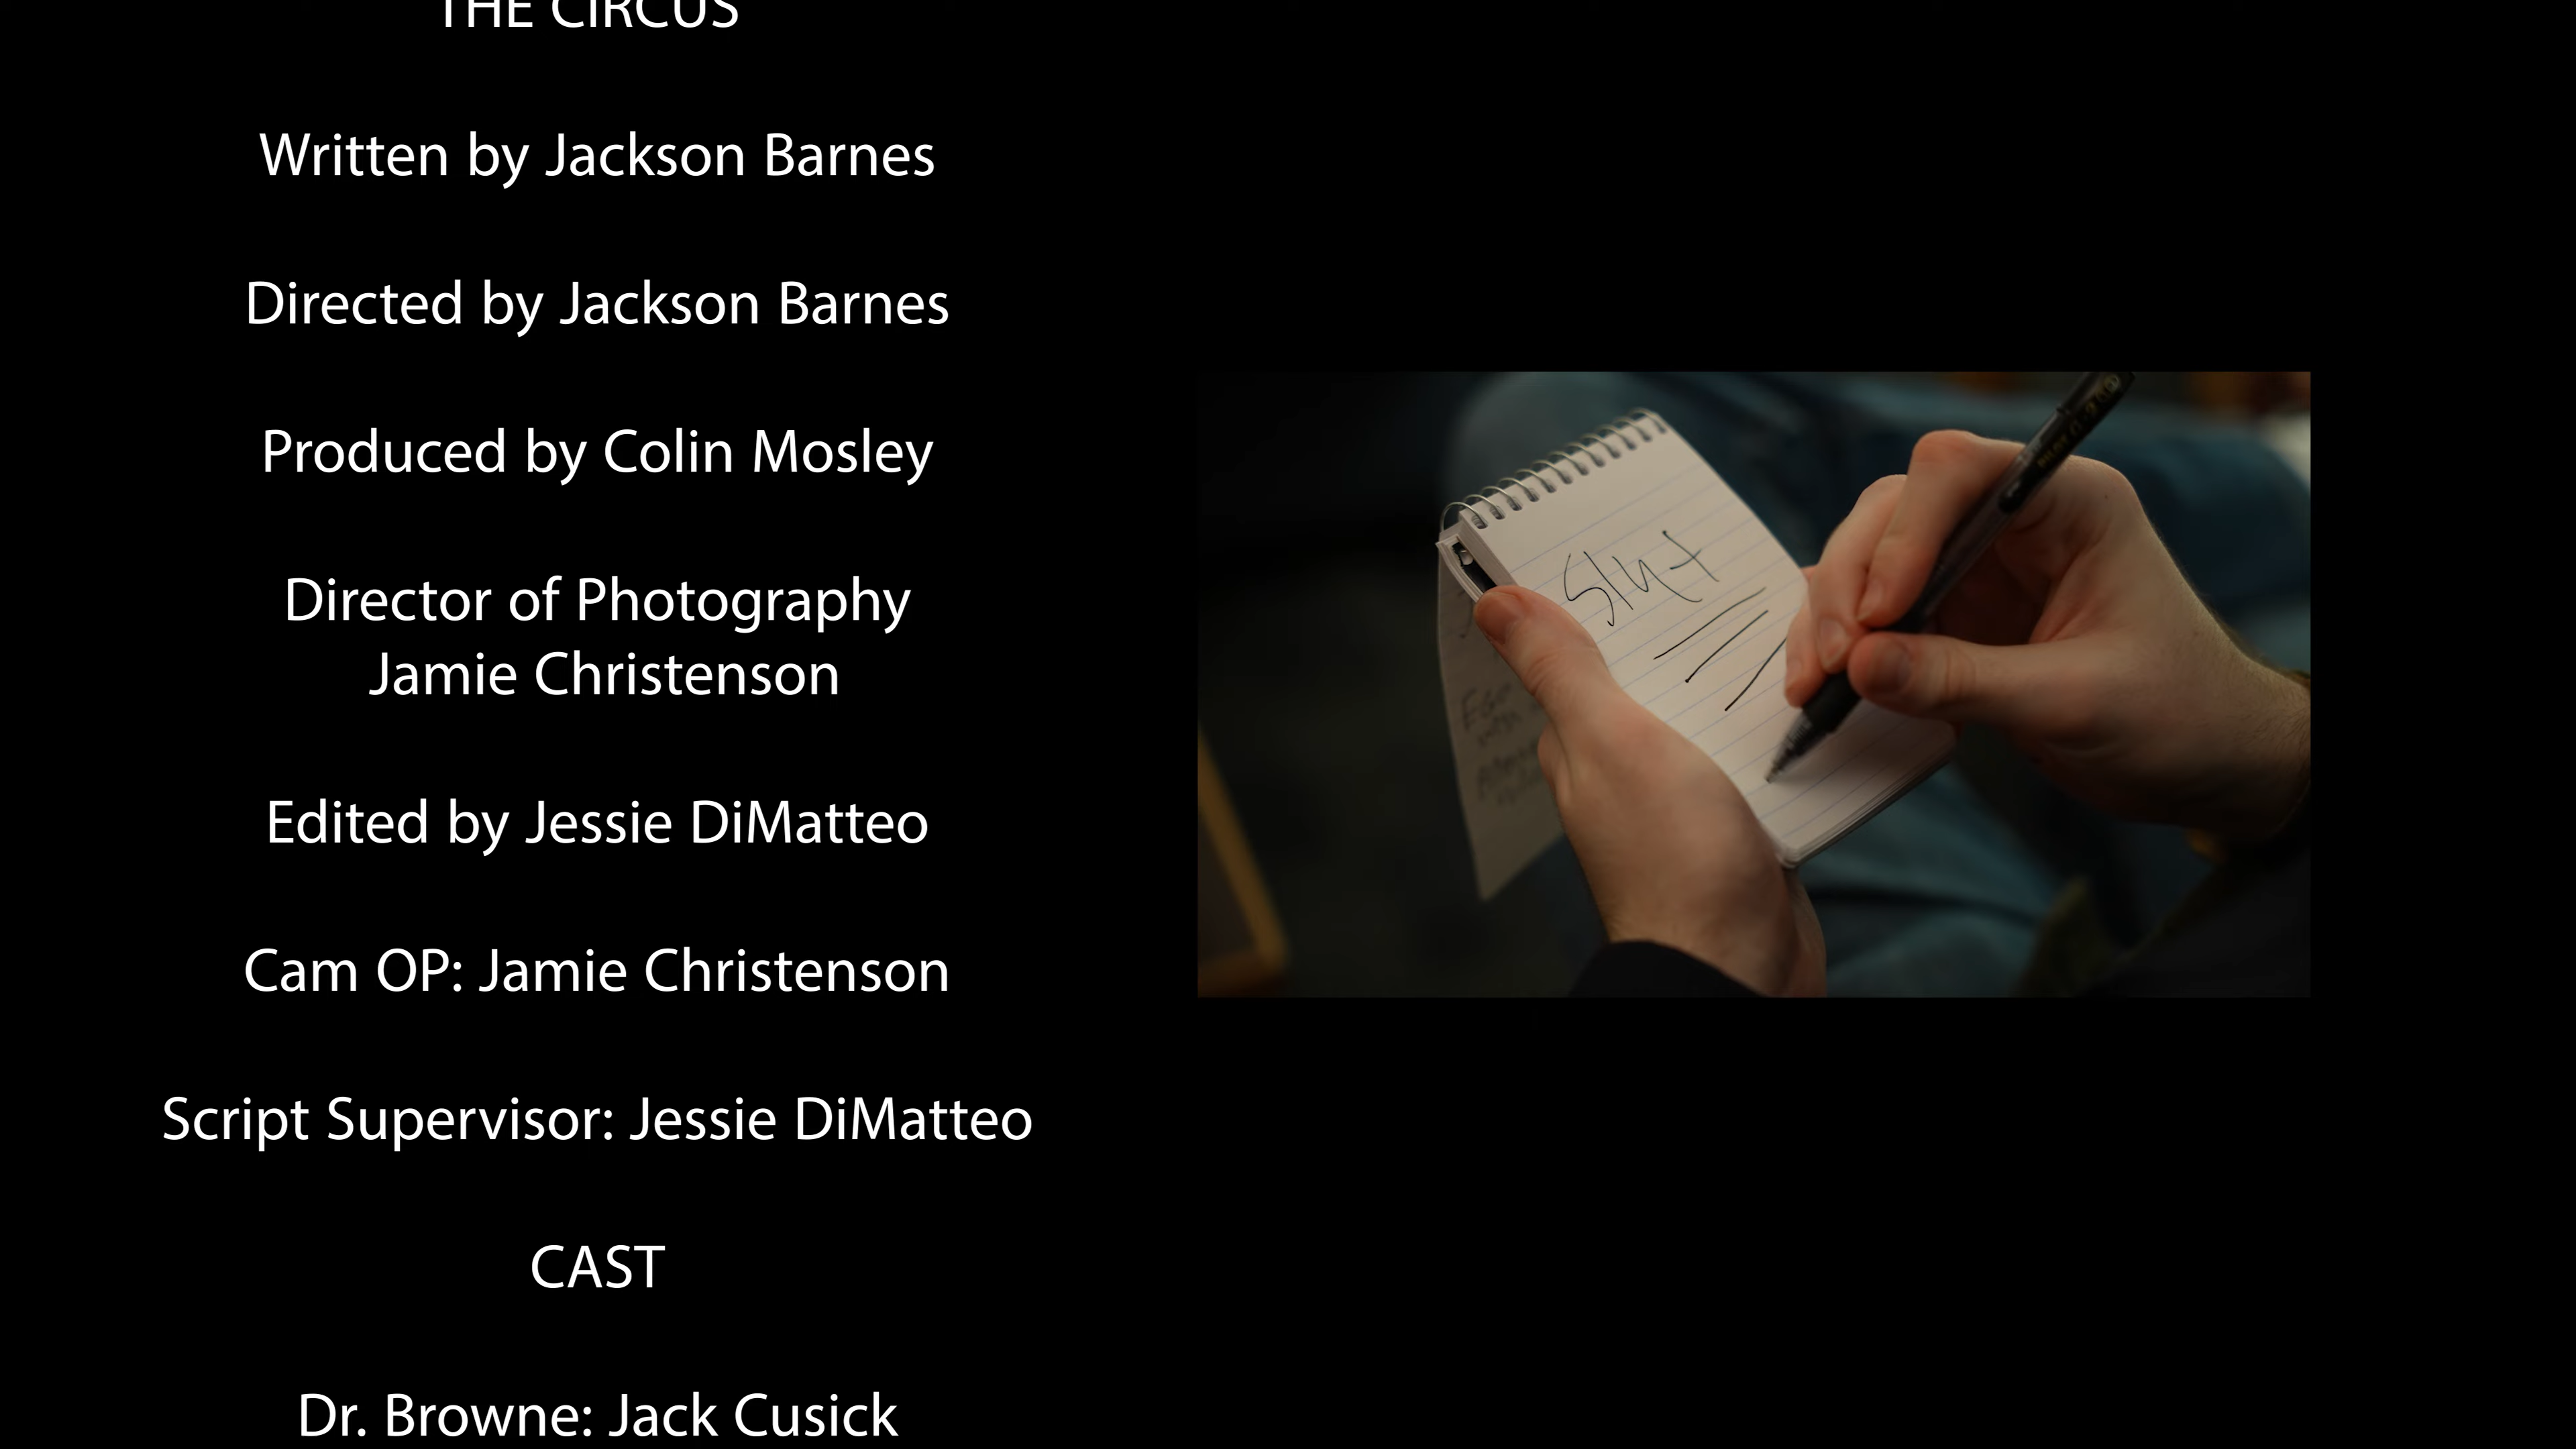 THE CIRCUS
Written by Jackson Barnes
Directed by Jackson Barnes
Produced by Colin Mosley
Director of Photography
Jamie Christenson
Edited by Jessie DiMatteo
Cam OP: Jamie Christenson
Script Supervisor: Jessie DiMatteo
CAST
Dr. Browne: Jack Cusick
Slut